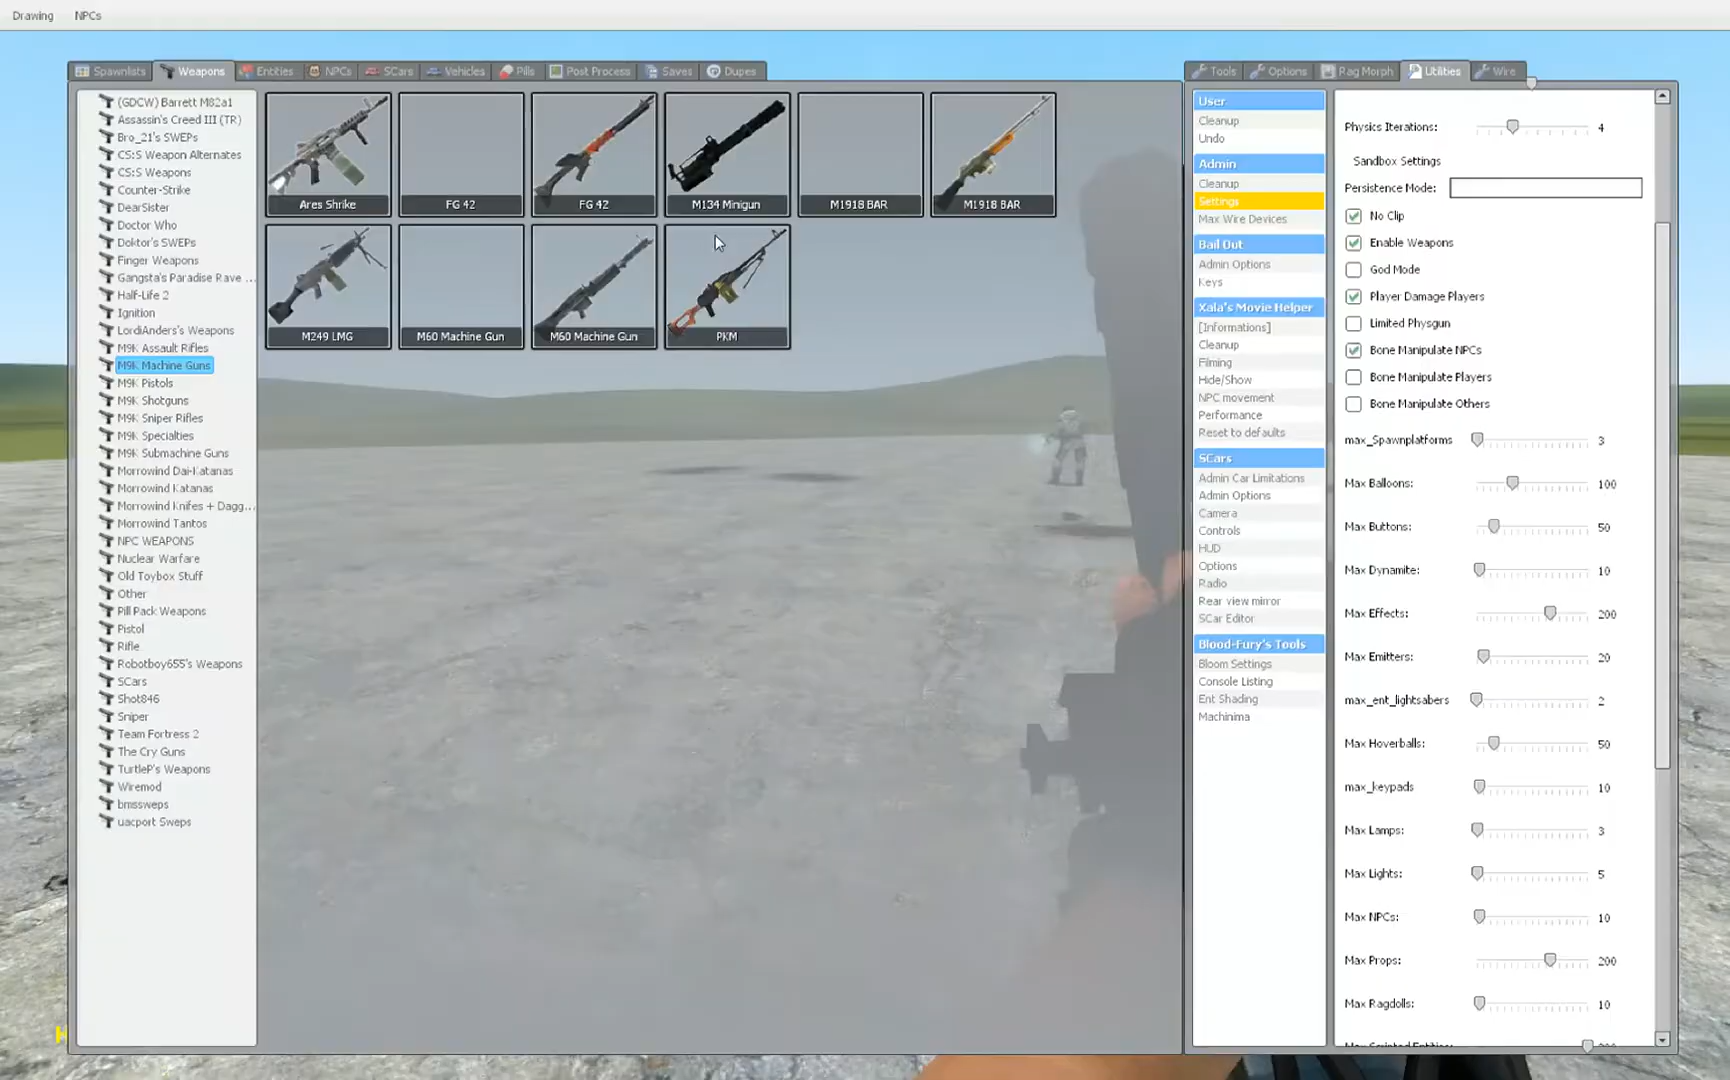 Drawing NPCs
Spawnlists Weapons Entities NPCs SCars Vehicles Pills Post Process Saves Dupes
Tools Options Rag Morph Utilities Wire
(GDCW) Barrett M82a1
Assassin's Creed III (TR)
Bro_21's SWEPs
CS:S Weapon Alternates
CS:S Weapons
Counter-Strike
DearSister
Doctor Who
Doktor's SWEPs
Finger Weapons
Gangsta's Paradise Rave ...
Half-Life 2
Ignition
LordiAnders's Weapons
M9K Assault Rifles
M9K Machine Guns
M9K Pistols
M9K Shotguns
M9K Sniper Rifles
M9K Specialties
M9K Submachine Guns
Morrowind Dai-Katanas
Morrowind Katanas
Morrowind Knifes + Dagg...
Morrowind Tantos
NPC WEAPONS
Nuclear Warfare
Old Toybox Stuff
Other
Pill Pack Weapons
Pistol
Rifle
Robotboy655's Weapons
SCars
Shot846
Sniper
Team Fortress 2
The Cry Guns
TurtleP's Weapons
Wiremod
bmssweps
uacport Sweps
Ares Shrike FG 42 FG 42 M134 Minigun M1918 BAR M1918 BAR
M249 LMG M60 Machine Gun M60 Machine Gun PKM
User
Cleanup
Undo
Admin
Cleanup
Settings
Max Wire Devices
Bail Out
Admin Options
Keys
Xala's Movie Helper
[Informations]
Cleanup
Filming
Hide/Show
NPC movement
Performance
Reset to defaults
SCars
Admin Car Limitations
Admin Options
Camera
Controls
HUD
Options
Radio
Rear view mirror
SCar Editor
Blood-Fury's Tools
Bloom Settings
Console Listing
Ent Shading
Machinima
Physics Iterations: 4
Sandbox Settings
Persistence Mode:
No Clip
Enable Weapons
God Mode
Player Damage Players
Limited Physgun
Bone Manipulate NPCs
Bone Manipulate Players
Bone Manipulate Others
max_Spawnplatforms 3
Max Balloons: 100
Max Buttons: 50
Max Dynamite: 10
Max Effects: 200
Max Emitters: 20
max_ent_lightsabers 2
Max Hoverballs: 50
max_keypads 10
Max Lamps: 3
Max Lights: 5
Max NPCs: 10
Max Props: 200
Max Ragdolls: 10